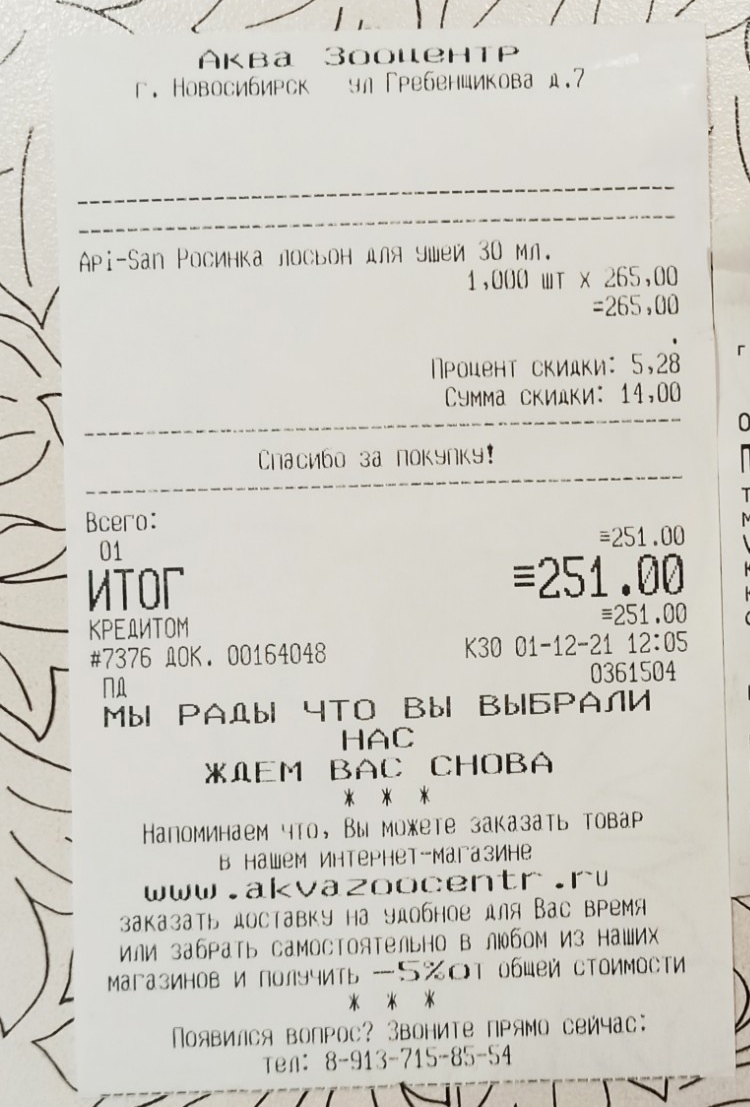 Аква Зооцентр
г. Новосибирск ул Гребенщикова д.7
Api-San Росинка лосьон для ушей 30 мл.
1,000 шт х 265,00
=265,00
.
Процент скидки: 5,28
Сумма скидки: 14,00
Спасибо за покупку!
Всего:
01 ≡251.00
ИТОГ ≡251.00
КРЕДИТОМ ≡251.00
#7376 ДОК. 00164048 К30 01-12-21 12:05
ПД 0361504
МЫ РАДЫ ЧТО ВЫ ВЫБРАЛИ
НАС
ЖДЕМ ВАС СНОВА
* * *
Напоминаем что, Вы можете заказать товар
в нашем интернет-магазине
www.akvazoocentr.ru
заказать доставку на удобное для Вас время
или забрать самостоятельно в любом из наших
магазинов и получить -5%от общей стоимости
* * *
Появился вопрос? Звоните прямо сейчас:
тел: 8-913-715-85-54